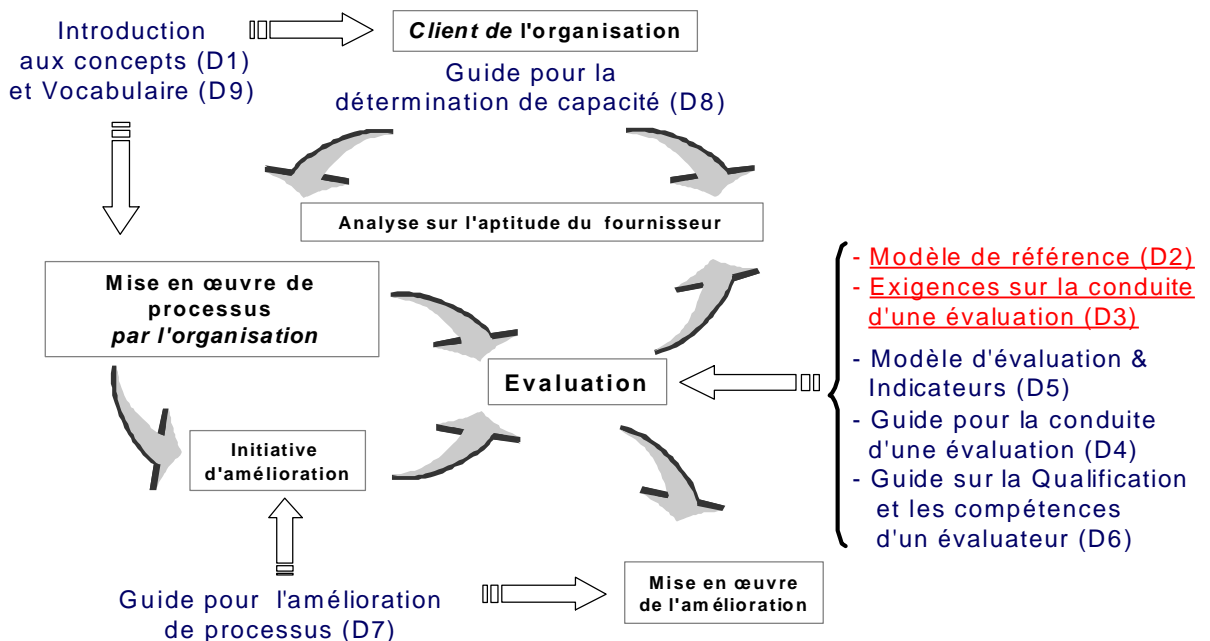 Introduction
aux concepts (D1)
et Vocabulaire (D9)
Client de l'organisation
Guide pour la
détermination de capacité (D8)
Analyse sur l'aptitude du fournisseur
Mise en œuvre de
processus
par l'organisation
Evaluation
Initiative
d'amélioration
- Modèle de référence (D2)
- Exigences sur la conduite
d'une évaluation (D3)
- Modèle d'évaluation &
Indicateurs (D5)
- Guide pour la conduite
d'une évaluation (D4)
- Guide sur la Qualification
et les compétences
d'un évaluateur (D6)
Guide pour l'amélioration
de processus (D7)
Mise en œuvre
de l'amélioration